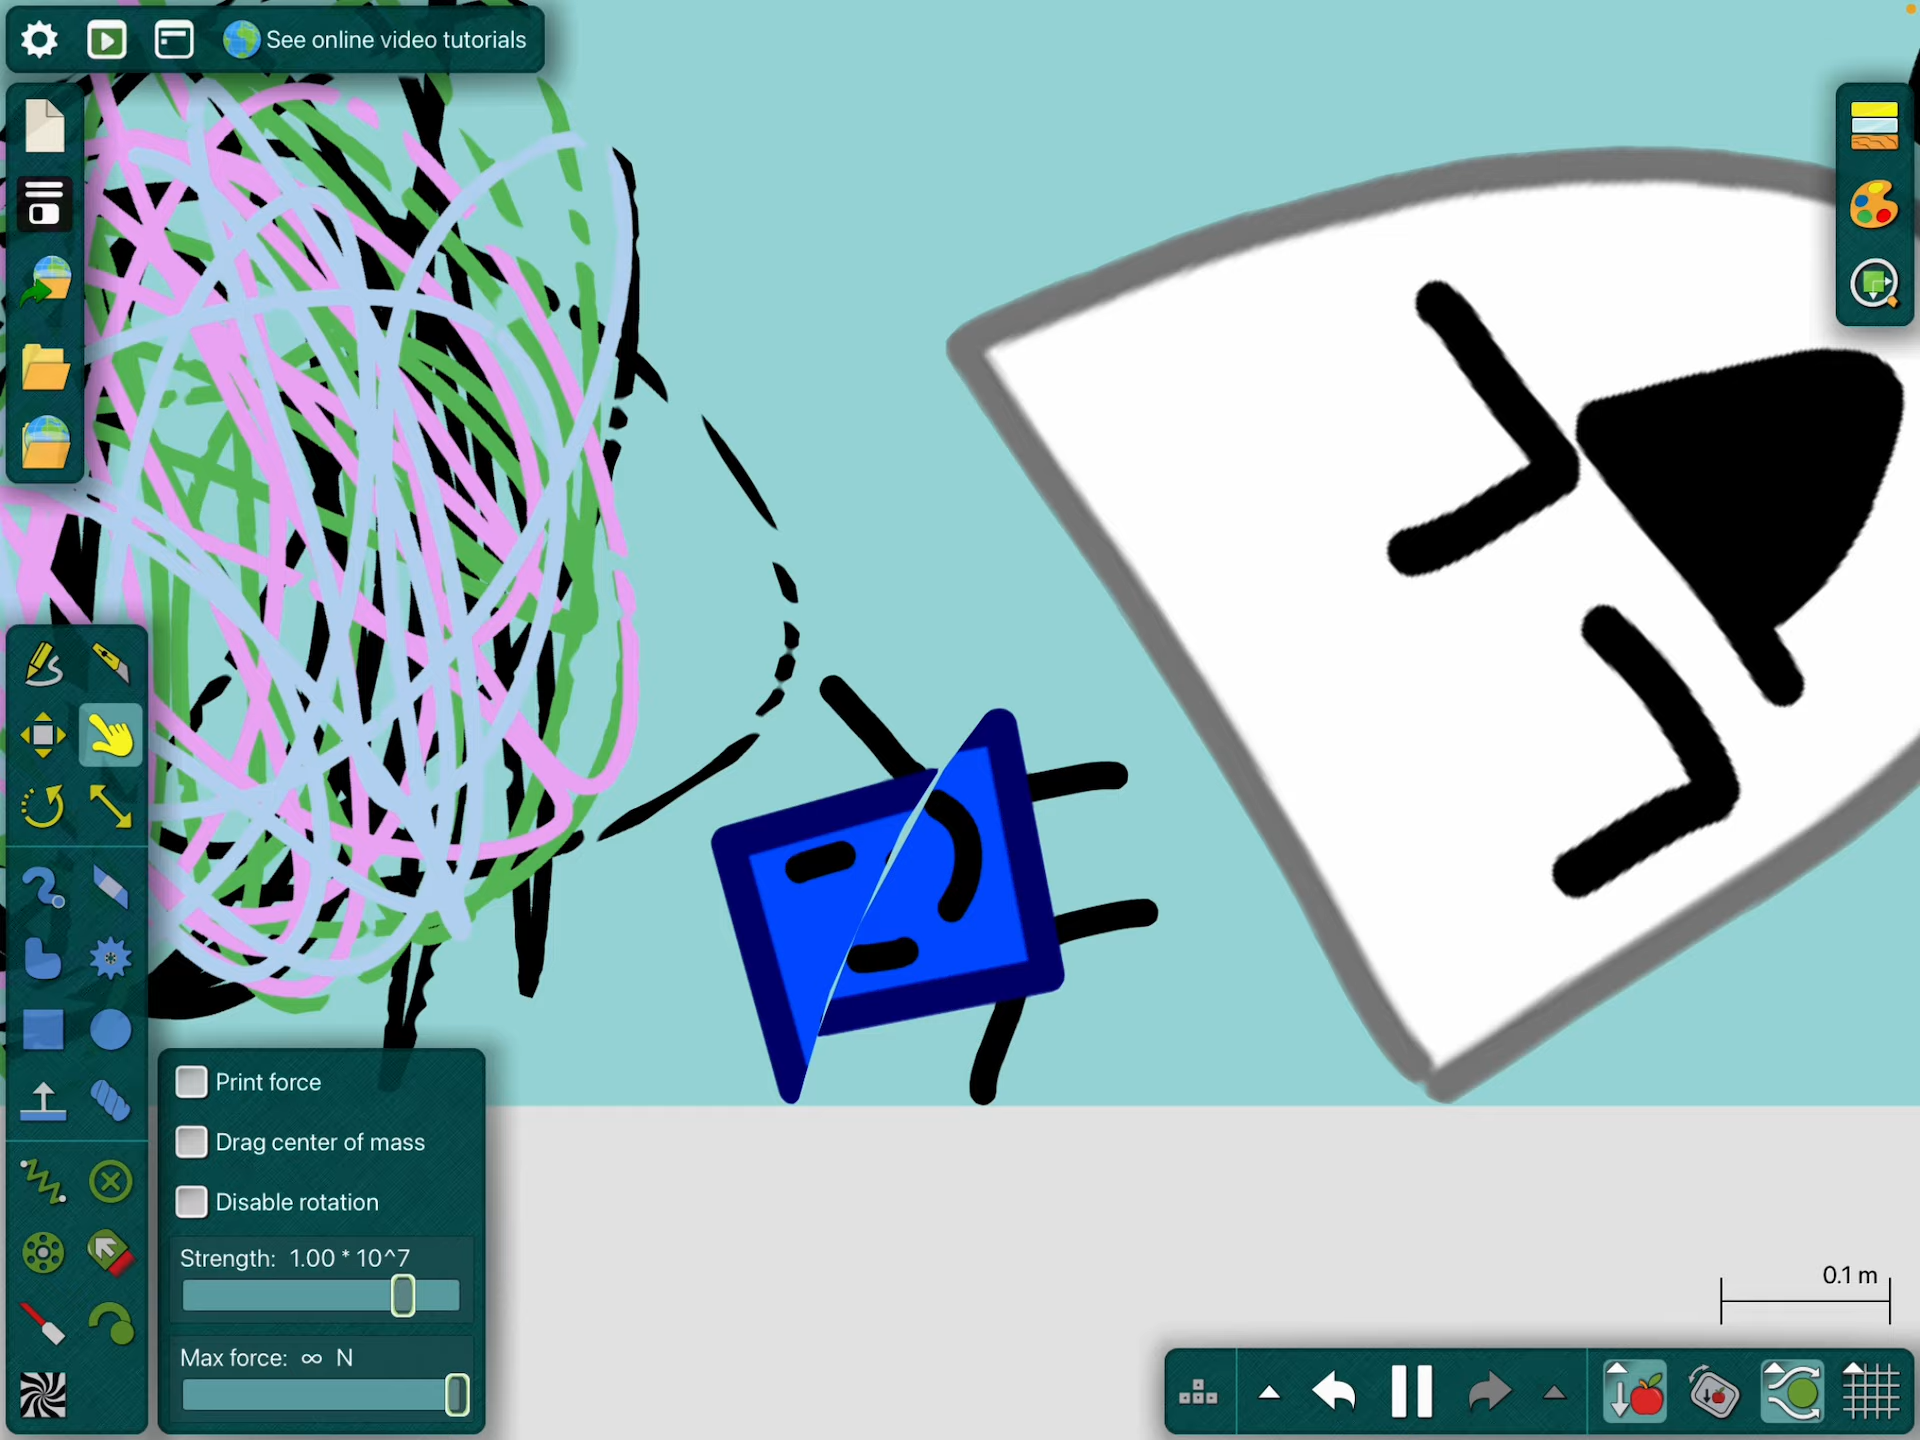 See online video tutorials
Print force
Drag center of mass
Disable rotation
Strength: 1.00 * 10^7
Max force: ∞ N
0.1 m